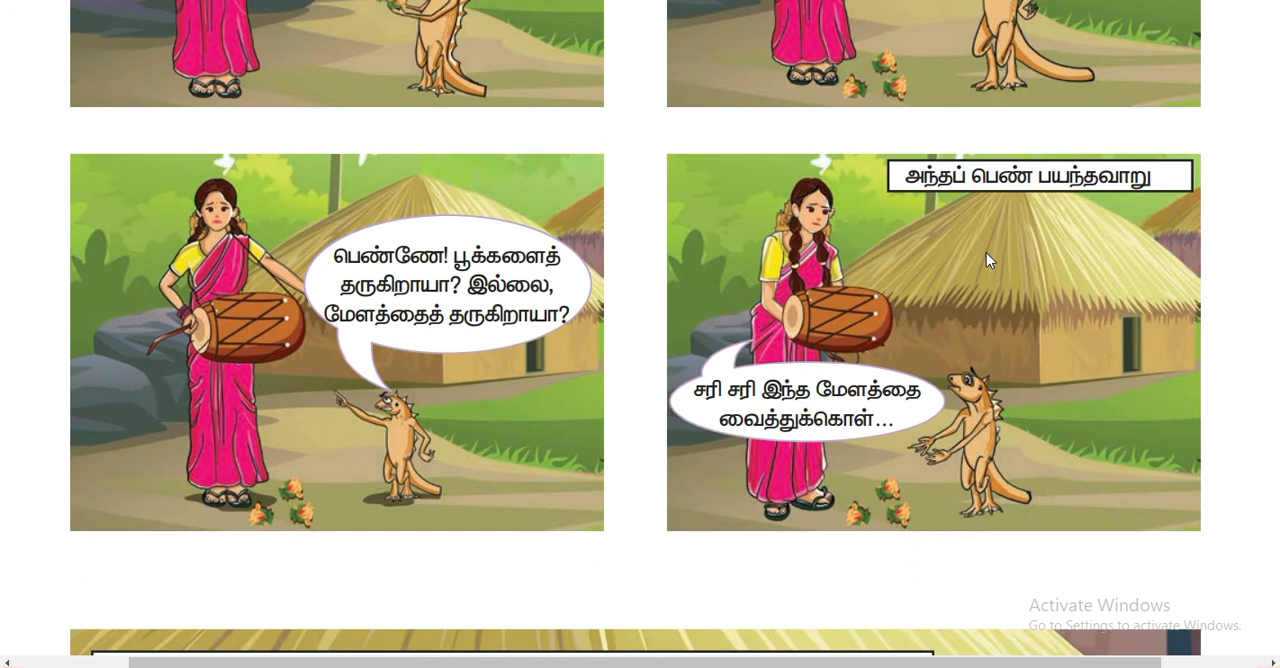 பெண்ணே! பூக்களைத்
தருகிறாயா? இல்லை,
மேளத்தைத் தருகிறாயா?
அந்தப் பெண் பயந்தவாறு
சரி சரி இந்த மேளத்தை
வைத்துக்கொள்...
Activate Windows
Go to Settings to activate Windows.